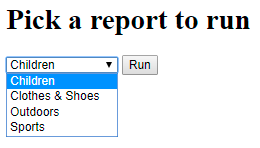 Pick a report to run
Children Run
Children
Clothes & Shoes
Outdoors
Sports